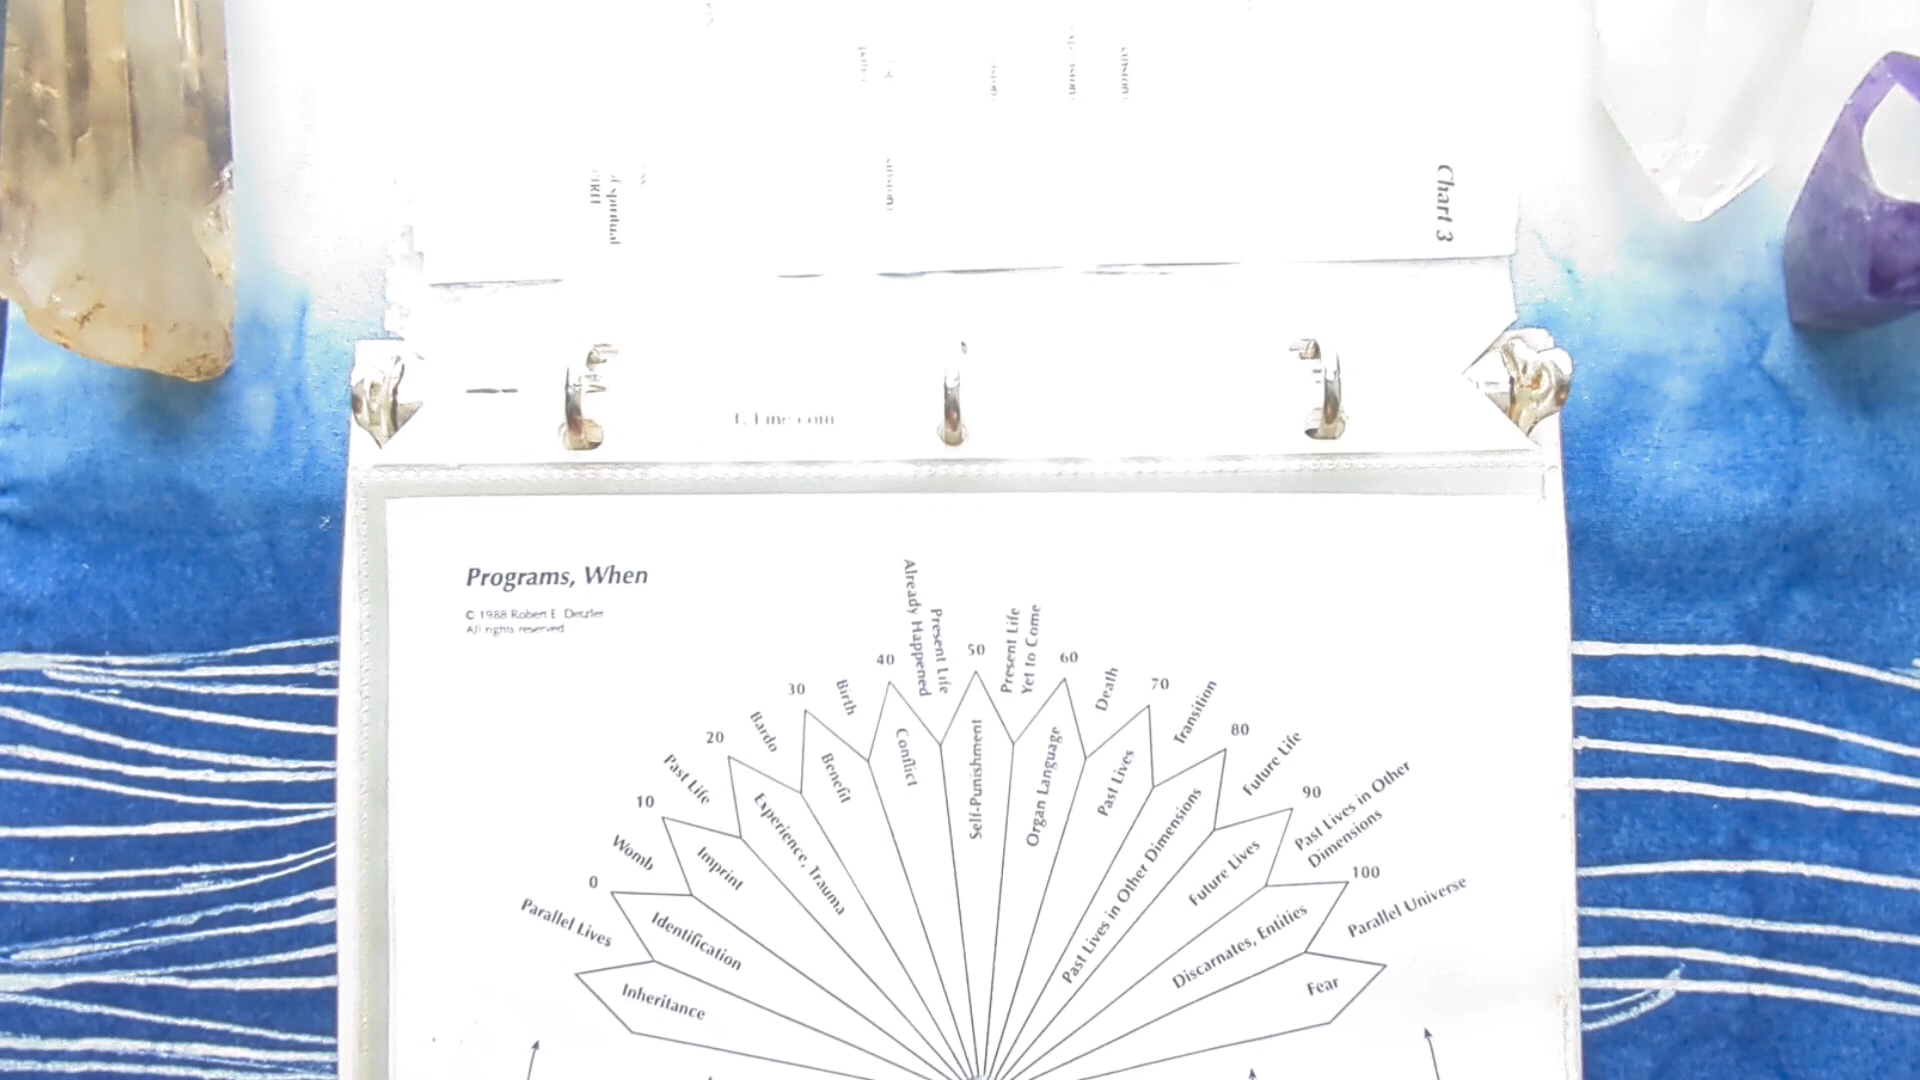 Chart 3
Programs, When
© 1988 Robert E. Detzler
All rights reserved
Parallel Lives
0
Womb
10
Past Life
20
Bardo
30
Birth
40
Already Happened
Present Life
50
Present Life
Yet to Come
60
Death
70
Transition
80
Future Life
90
Past Lives in Other
Dimensions
100
Parallel Universe
Inheritance
Identification
Imprint
Experience, Trauma
Benefit
Conflict
Self-Punishment
Organ Language
Past Lives
Past Lives in Other Dimensions
Future Lives
Discarnates, Entities
Fear